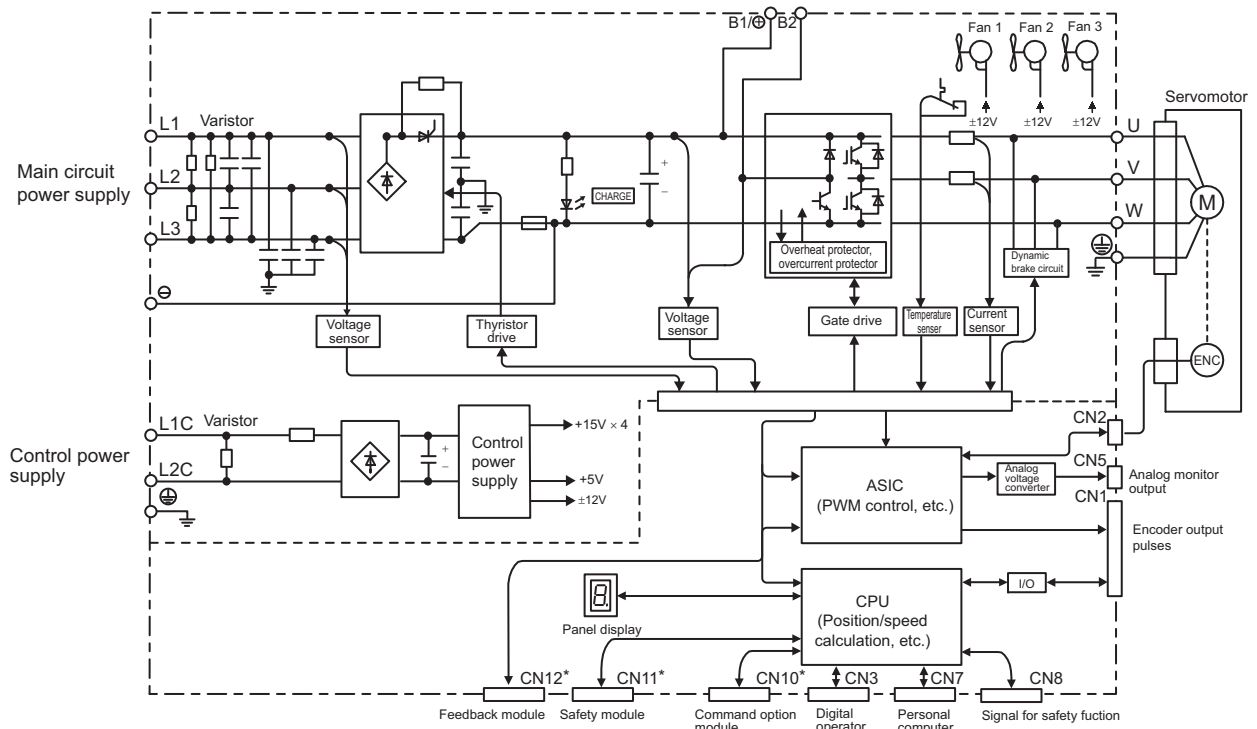 B1/⊕ B2
Fan 1 Fan 2 Fan 3
±12V ±12V ±12V
Servomotor
Main circuit
power supply
L1
Varistor
L2
L3
⊖
+
−
CHARGE
Overheat protector,
overcurrent protector
U
V
W
M
Dynamic
brake circuit
Voltage
sensor
Thyristor
drive
Voltage
sensor
Gate drive
Temperature
senser
Current
sensor
ENC
Control power
supply
L1C
Varistor
L2C
+
−
Control
power
supply
+15V × 4
+5V
±12V
ASIC
(PWM control, etc.)
Analog
voltage
converter
CN2
CN5
Analog monitor
output
CN1
Encoder output
pulses
I/O
8.
Panel display
CPU
(Position/speed
calculation, etc.)
CN12* CN11* CN10* CN3 CN7 CN8
Feedback module
Safety module
Command option
module
Digital
operator
Personal
computer
Signal for safety fuction